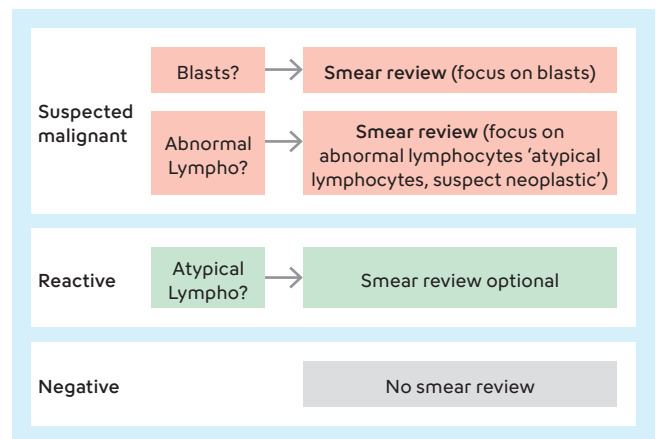 Suspected
malignant
Blasts?
Smear review (focus on blasts)
Abnormal
Lympho?
Smear review (focus on
abnormal lymphocytes ‘atypical
lymphocytes, suspect neoplastic’)
Reactive
Atypical
Lympho?
Smear review optional
Negative
No smear review